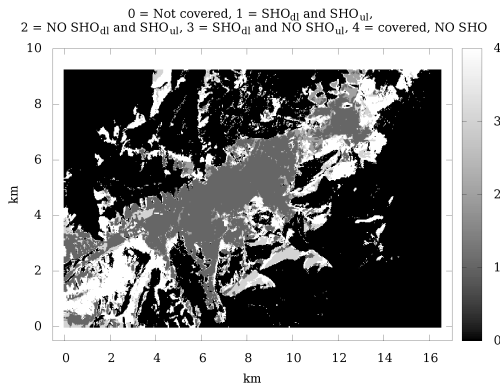 0 = Not covered, 1 = SHO_dl and SHO_ul,
2 = NO SHO_dl and SHO_ul, 3 = SHO_dl and NO SHO_ul, 4 = covered, NO SHO
10
8
6
4
2
0
km
0 2 4 6 8 10 12 14 16
km
4
3
2
1
0